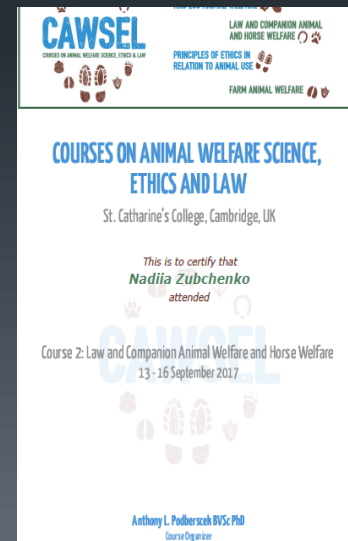 CAWSEL
COURSES ON ANIMAL WELFARE SCIENCE, ETHICS & LAW
LAW AND COMPANION ANIMAL
AND HORSE WELFARE
PRINCIPLES OF ETHICS IN
RELATION TO ANIMAL USE
FARM ANIMAL WELFARE
COURSES ON ANIMAL WELFARE SCIENCE,
ETHICS AND LAW
St. Catharine's College, Cambridge, UK
This is to certify that
Nadiia Zubchenko
attended
CAWSEL
Course 2: Law and Companion Animal Welfare and Horse Welfare
13 - 16 September 2017
Anthony L. Podberscek BVSc PhD
Course Organizer